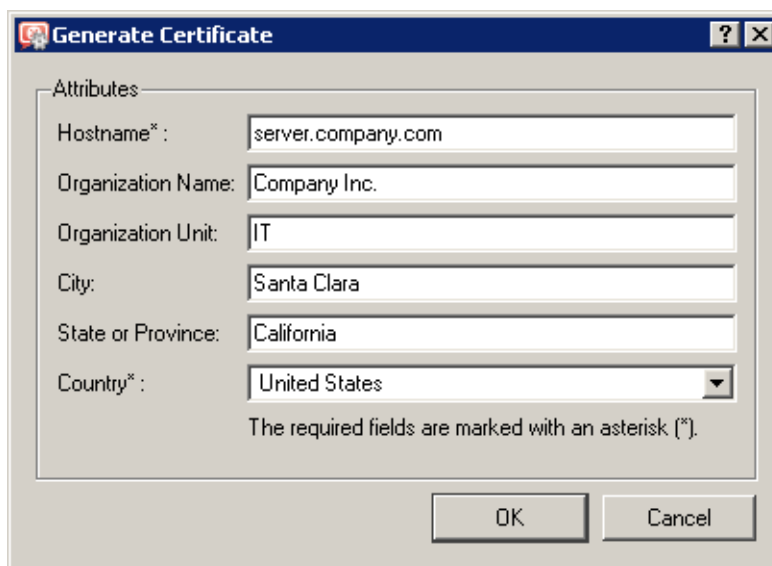 Generate Certificate
Attributes
Hostname* : server.company.com
Organization Name: Company Inc.
Organization Unit: IT
City: Santa Clara
State or Province: California
Country* : United States
The required fields are marked with an asterisk (*).
OK Cancel